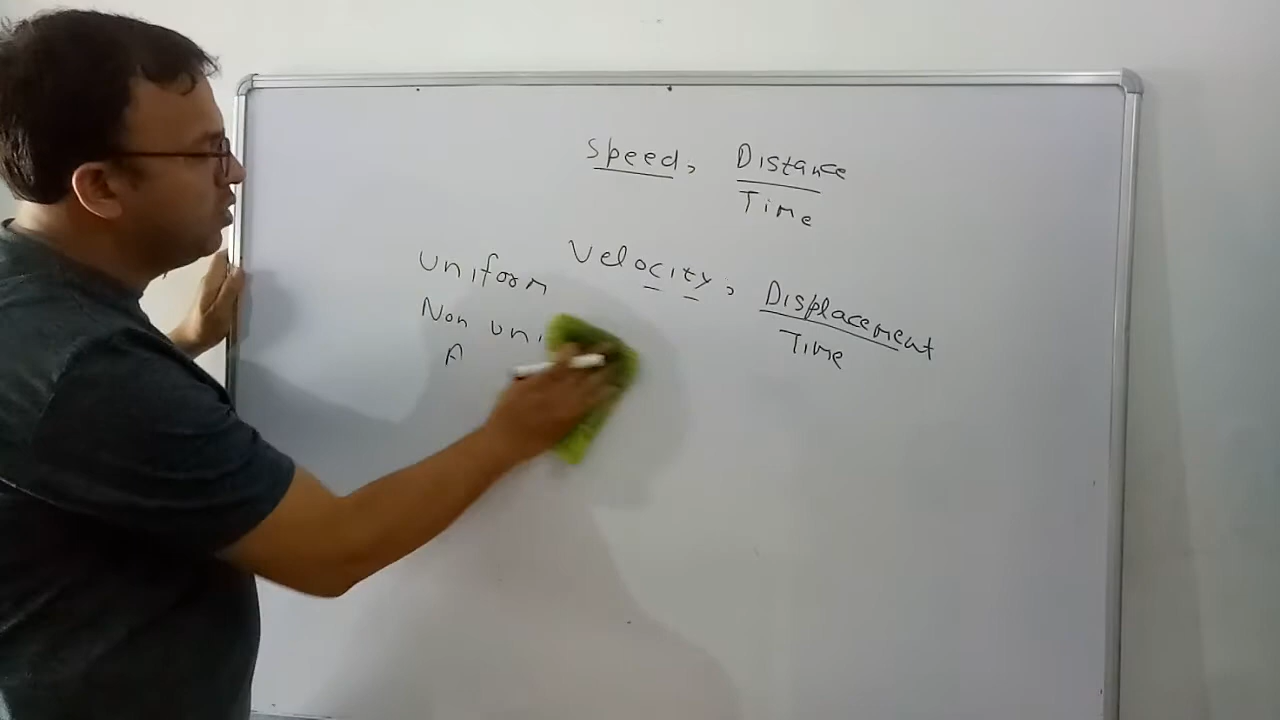 Speed, Distance
Time
Velocity, Displacement
Time
Uniform
Non uni
A